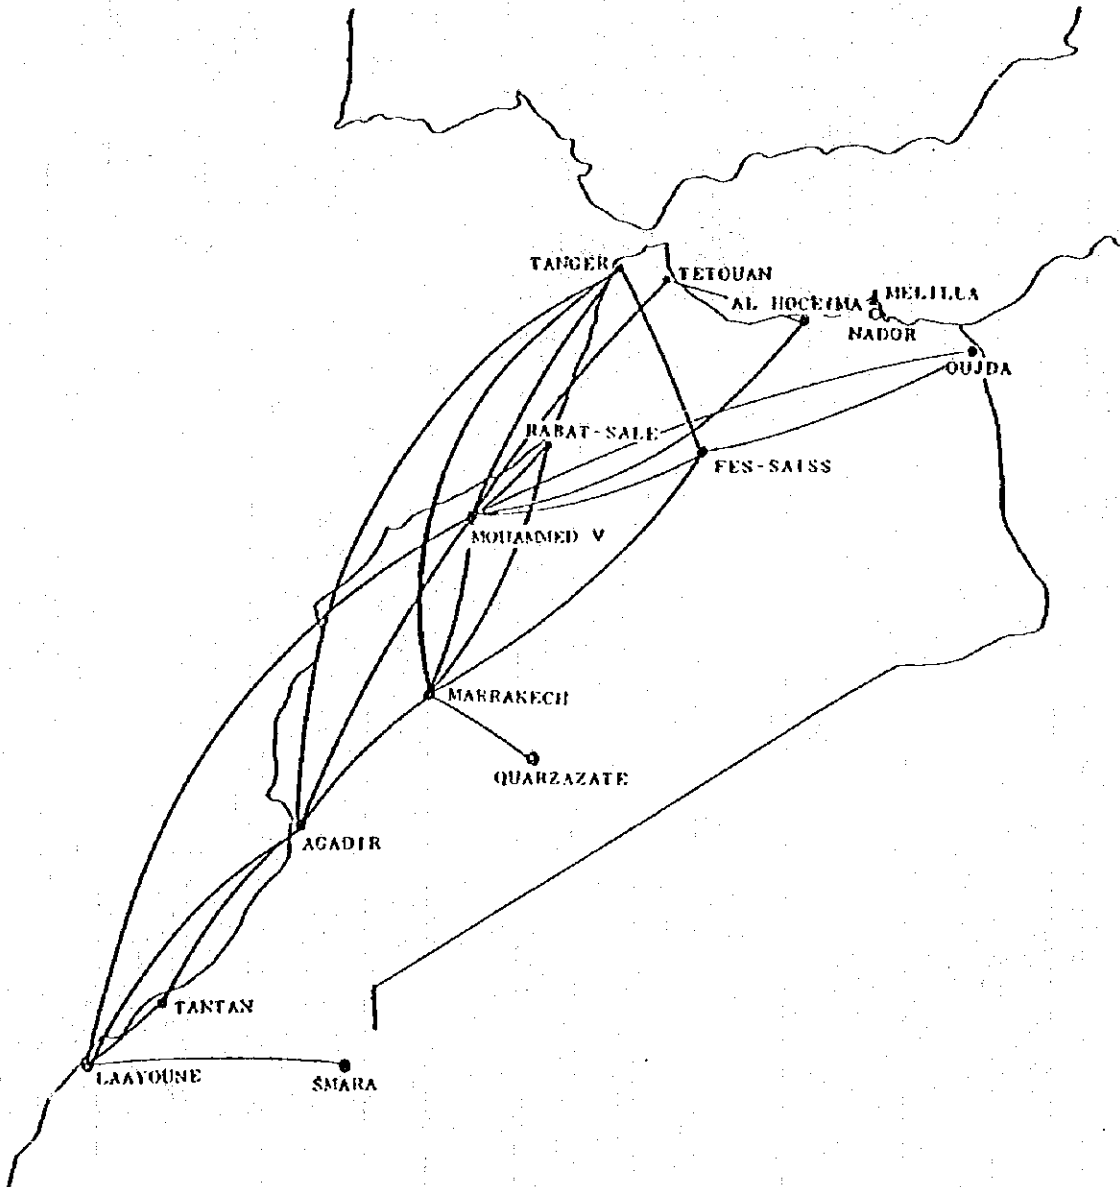 TANGER
TETOUAN
AL HOCEIMA
MELILLA
NADOR
OUJDA
RABAT-SALE
FES-SAISS
MOHAMMED V
MARRAKECH
QUARZAZATE
AGADIR
TANTAN
LAAYOUNE
SMARA